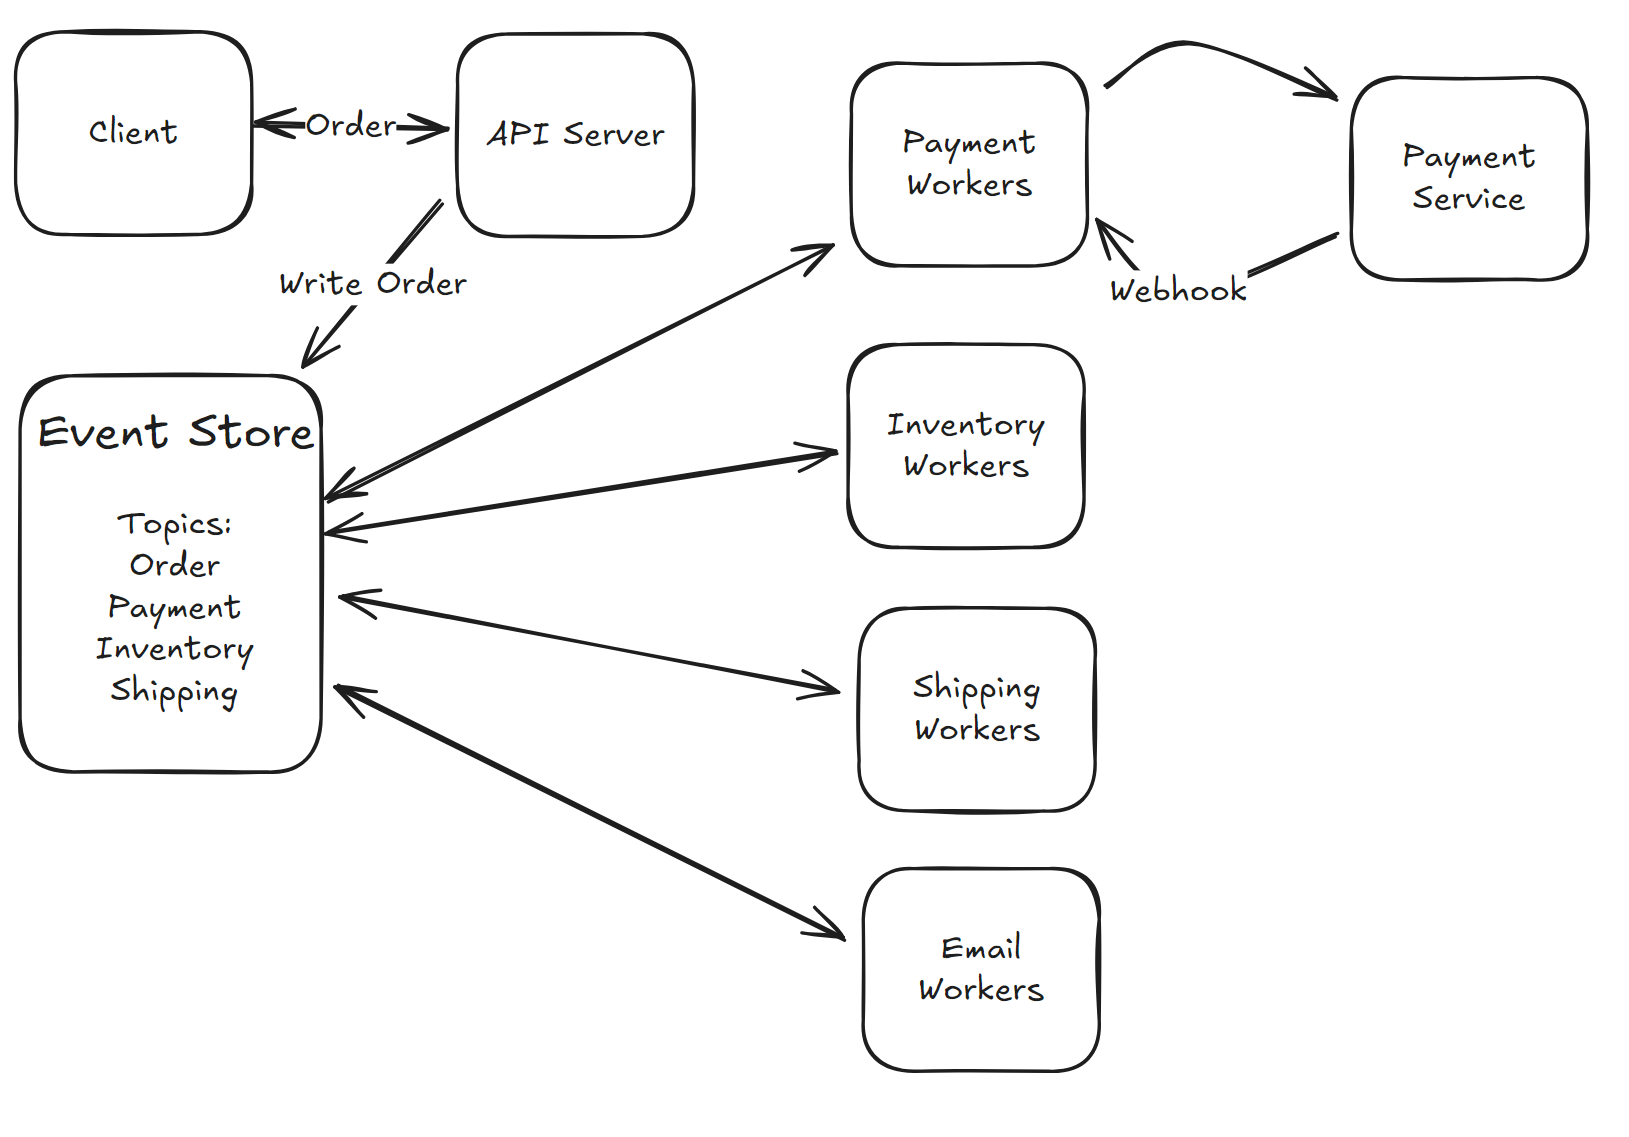 Client
Order
API Server
Payment
Workers
Payment
Service
Write Order
Webhook
Event Store
Topics:
Order
Payment
Inventory
Shipping
Inventory
Workers
Shipping
Workers
Email
Workers